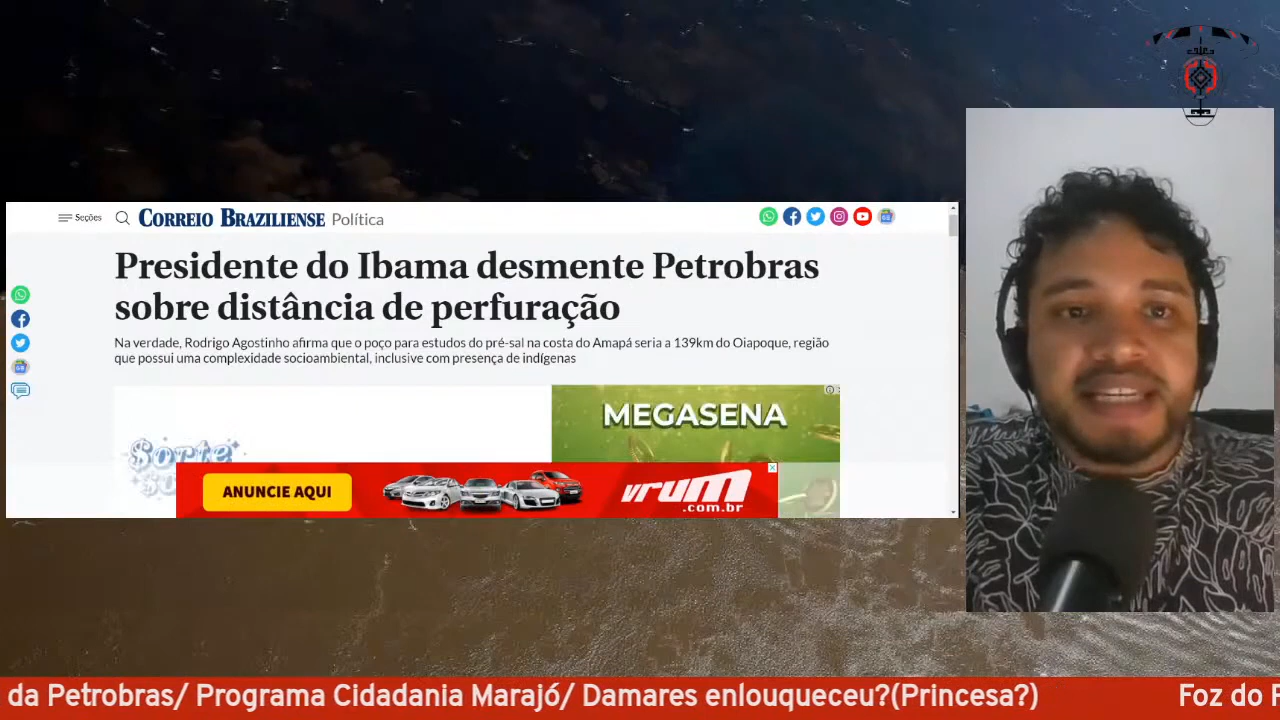 Seções
CORREIO BRAZILIENSE Política
Presidente do Ibama desmente Petrobras
sobre distância de perfuração
Na verdade, Rodrigo Agostinho afirma que o poço para estudos do pré-sal na costa do Amapá seria a 139km do Oiapoque, região
que possui uma complexidade socioambiental, inclusive com presença de indígenas
MEGASENA
Sorte
ANUNCIE AQUI
vrum
.com.br
da Petrobras/ Programa Cidadania Marajó/ Damares enlouqueceu?(Princesa?)
Foz do